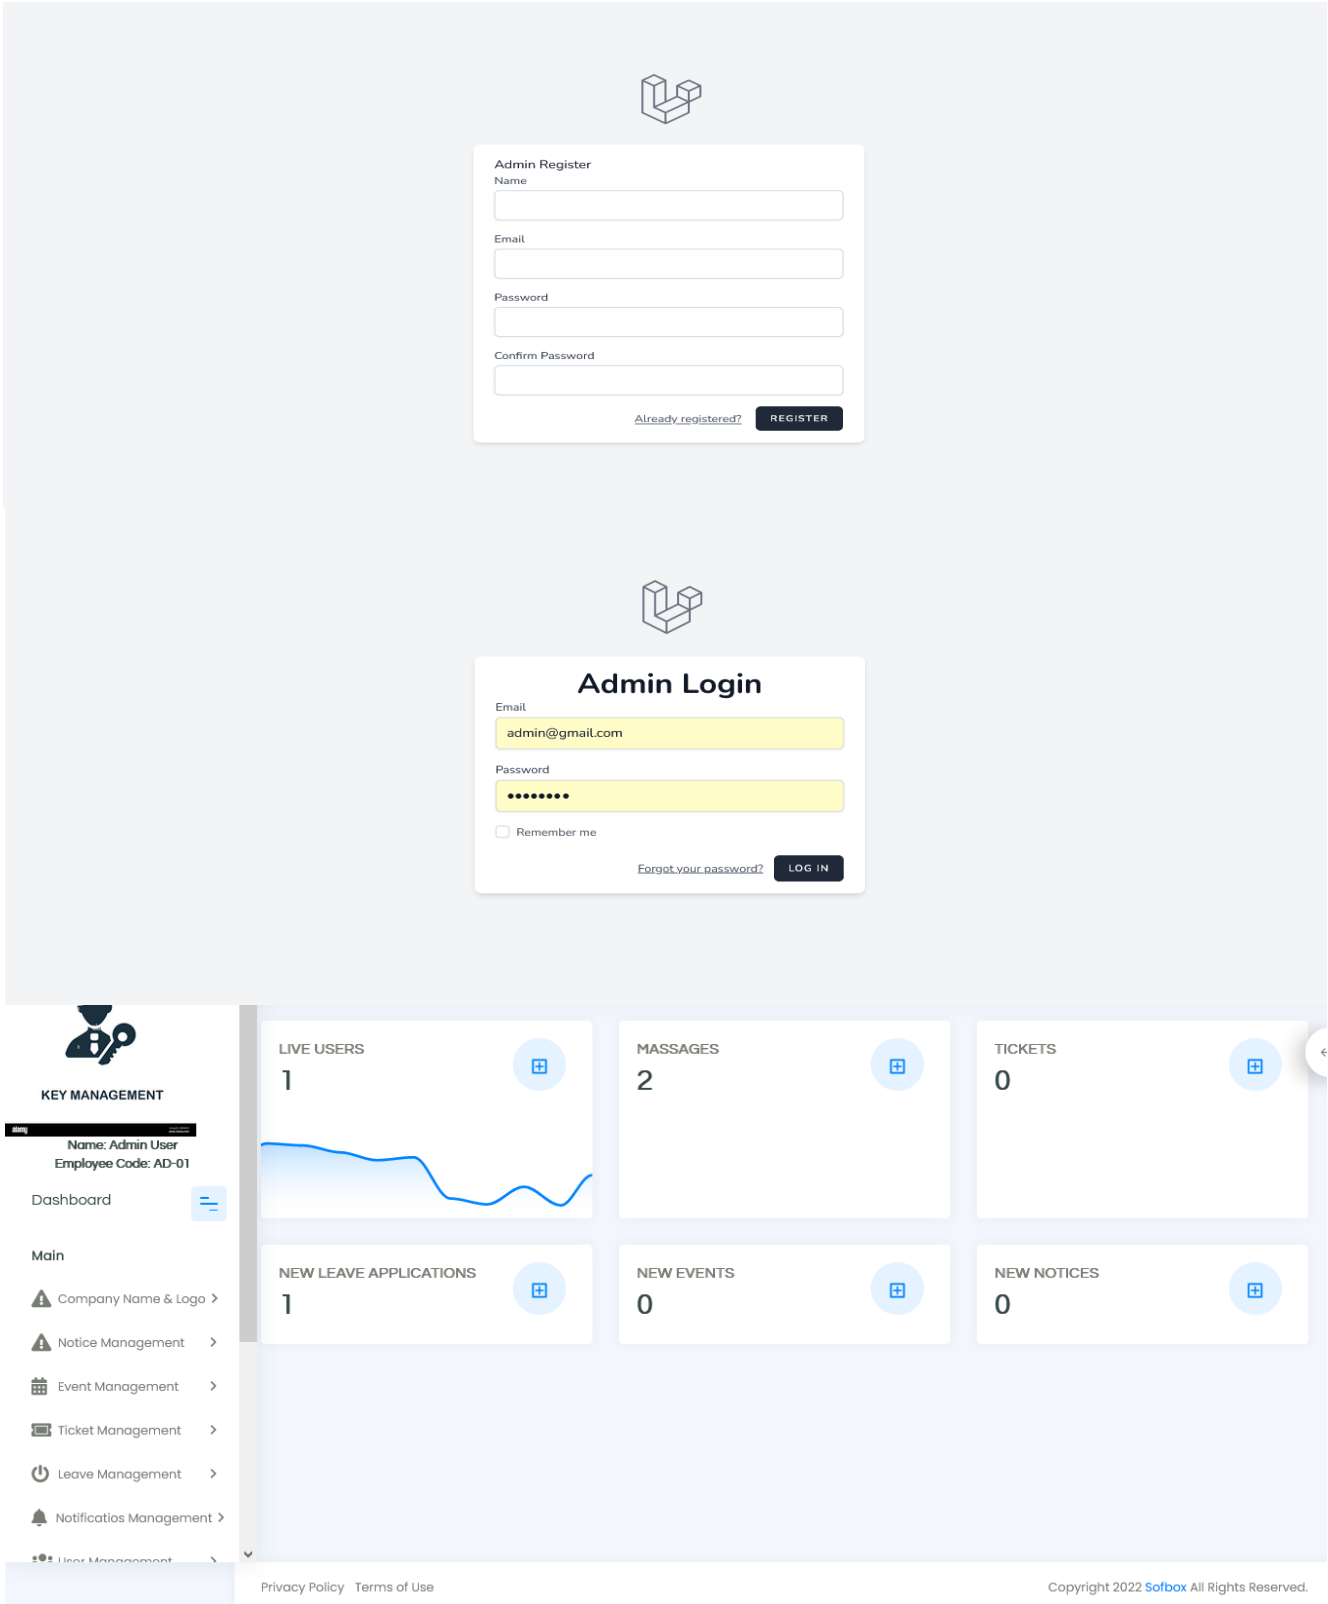 Admin Register
Name
Email
Password
Confirm Password
Already registered? REGISTER
Admin Login
Email
admin@gmail.com
Password
••••••••
Remember me
Forgot your password? LOG IN
KEY MANAGEMENT
alamy
Name: Admin User
Employee Code: AD-01
Dashboard
Main
Company Name & Logo
Notice Management
Event Management
Ticket Management
Leave Management
Notificatios Management
User Management
LIVE USERS
1
MASSAGES
2
TICKETS
0
NEW LEAVE APPLICATIONS
1
NEW EVENTS
0
NEW NOTICES
0
Privacy Policy Terms of Use
Copyright 2022 Sofbox All Rights Reserved.